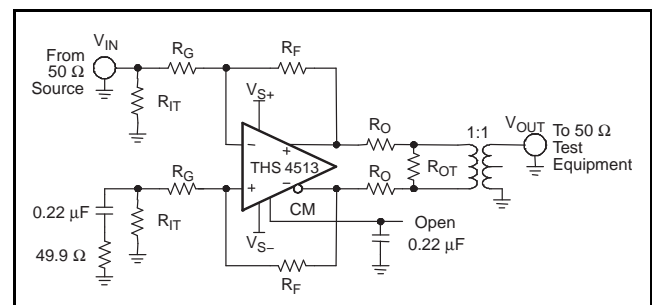 From
50 Ω
Source
V_IN
R_G
R_IT
R_F
V_S+
−
+
THS 4513
+
−
CM
V_S−
R_G
R_IT
0.22 μF
49.9 Ω
R_F
R_O
R_O
R_OT
1:1
V_OUT
To 50 Ω
Test
Equipment
Open
0.22 μF